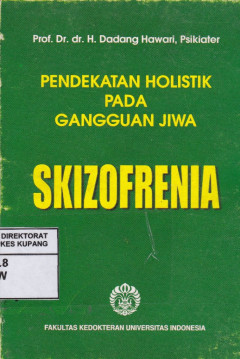 Prof. Dr. dr. H. Dadang Hawari, Psikiater
PENDEKATAN HOLISTIK
PADA
GANGGUAN JIWA
SKIZOFRENIA
DIREKTORAT
KES KUPANG
.8
W
FAKULTAS KEDOKTERAN UNIVERSITAS INDONESIA